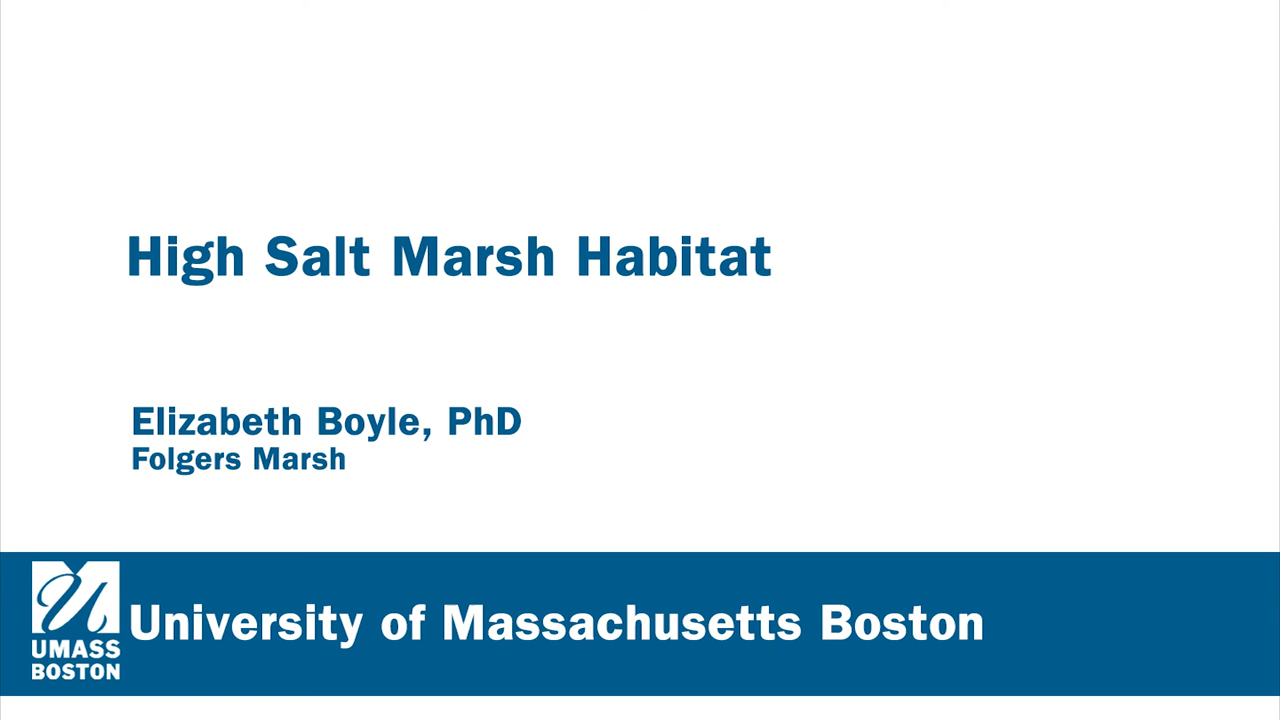 High Salt Marsh Habitat
Elizabeth Boyle, PhD
Folgers Marsh
UMASS
BOSTON
University of Massachusetts Boston